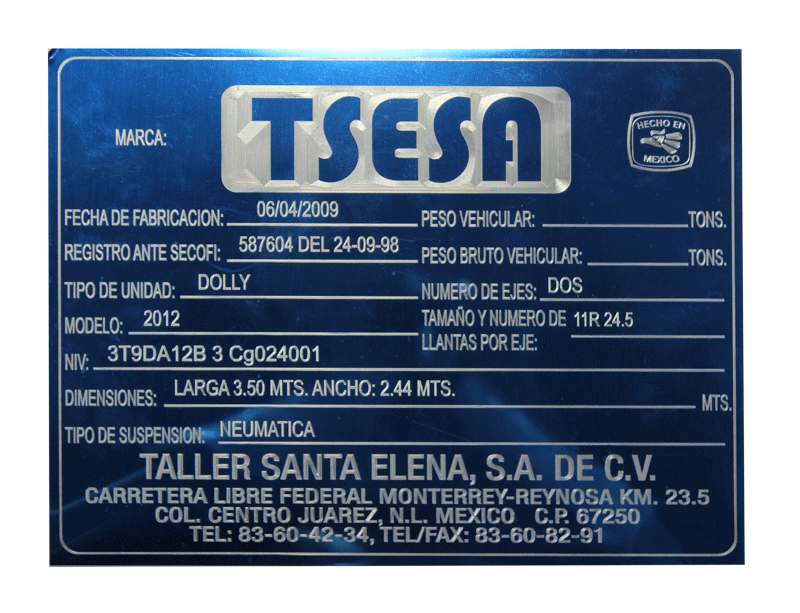 MARCA: TSESA
HECHO EN
MEXICO
FECHA DE FABRICACION: 06/04/2009 PESO VEHICULAR: TONS.
REGISTRO ANTE SECOFI: 587604 DEL 24-09-98 PESO BRUTO VEHICULAR: TONS.
TIPO DE UNIDAD: DOLLY NUMERO DE EJES: DOS
MODELO: 2012 TAMAÑO Y NUMERO DE 11R 24.5
LLANTAS POR EJE:
NIV: 3T9DA12B 3 Cg024001
DIMENSIONES: LARGA 3.50 MTS. ANCHO: 2.44 MTS. MTS.
TIPO DE SUSPENSION: NEUMATICA
TALLER SANTA ELENA, S.A. DE C.V.
CARRETERA LIBRE FEDERAL MONTERREY-REYNOSA KM. 23.5
COL. CENTRO JUAREZ, N.L. MEXICO C.P. 67250
TEL: 83-60-42-34, TEL/FAX: 83-60-82-91